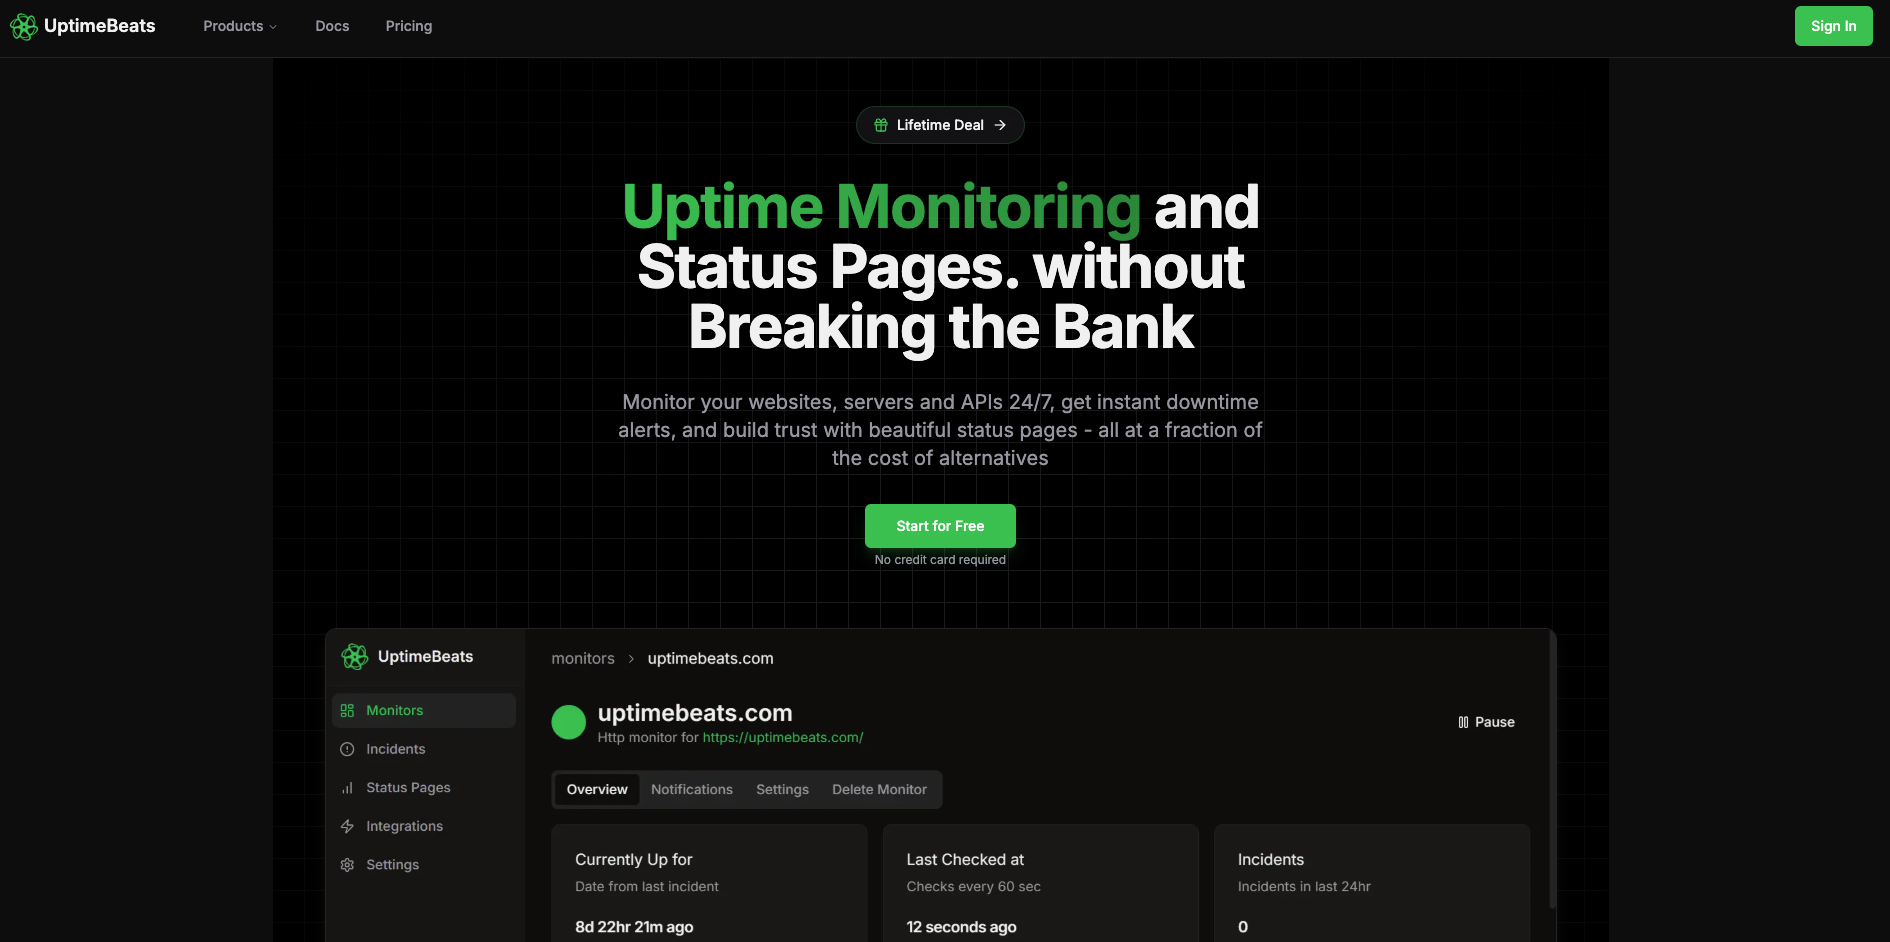 UptimeBeats
Products
Docs
Pricing
Sign In
Lifetime Deal
Uptime Monitoring and
Status Pages. without
Breaking the Bank
Monitor your websites, servers and APIs 24/7, get instant downtime
alerts, and build trust with beautiful status pages - all at a fraction of
the cost of alternatives
Start for Free
No credit card required
UptimeBeats
Monitors
Incidents
Status Pages
Integrations
Settings
monitors > uptimebeats.com
uptimebeats.com
Http monitor for https://uptimebeats.com/
Pause
Overview
Notifications
Settings
Delete Monitor
Currently Up for
Date from last incident
8d 22hr 21m ago
Last Checked at
Checks every 60 sec
12 seconds ago
Incidents
Incidents in last 24hr
0